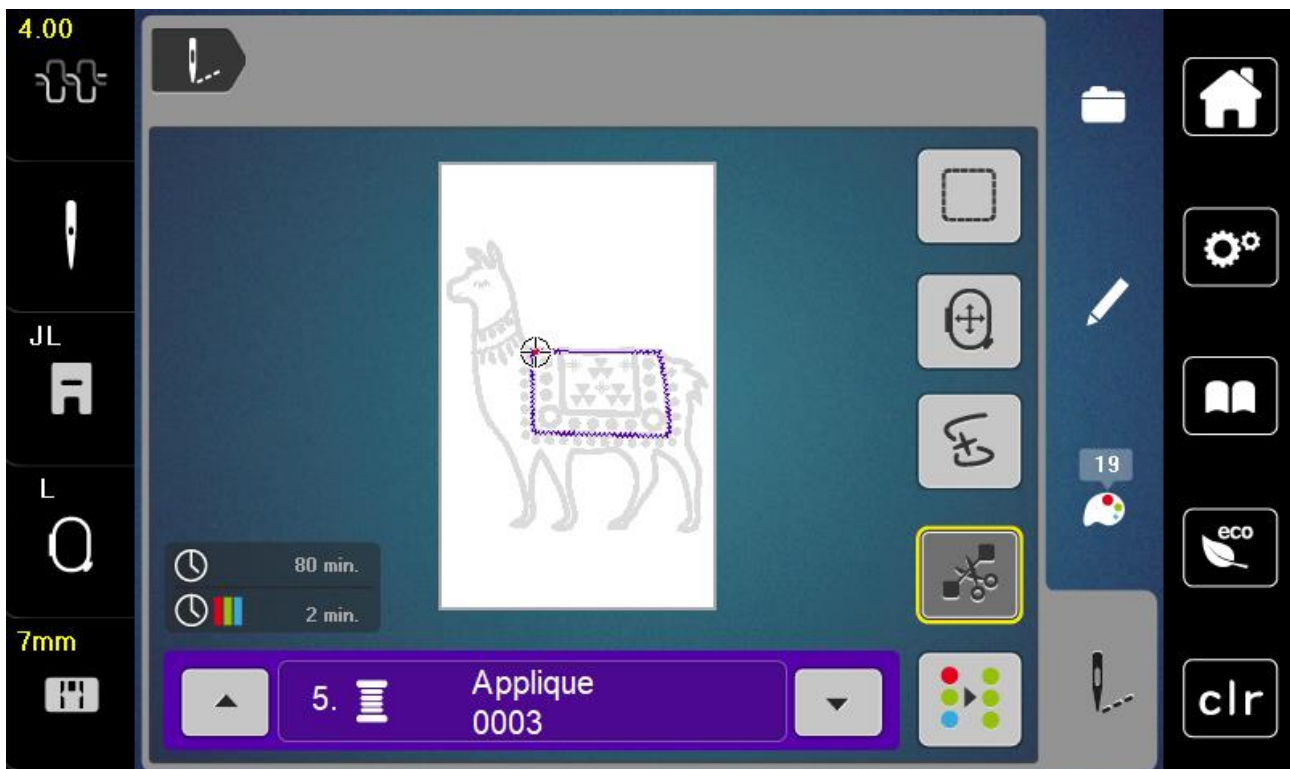 4.00
JL
L
7mm
80 min.
2 min.
5.
Applique
0003
19
eco
clr